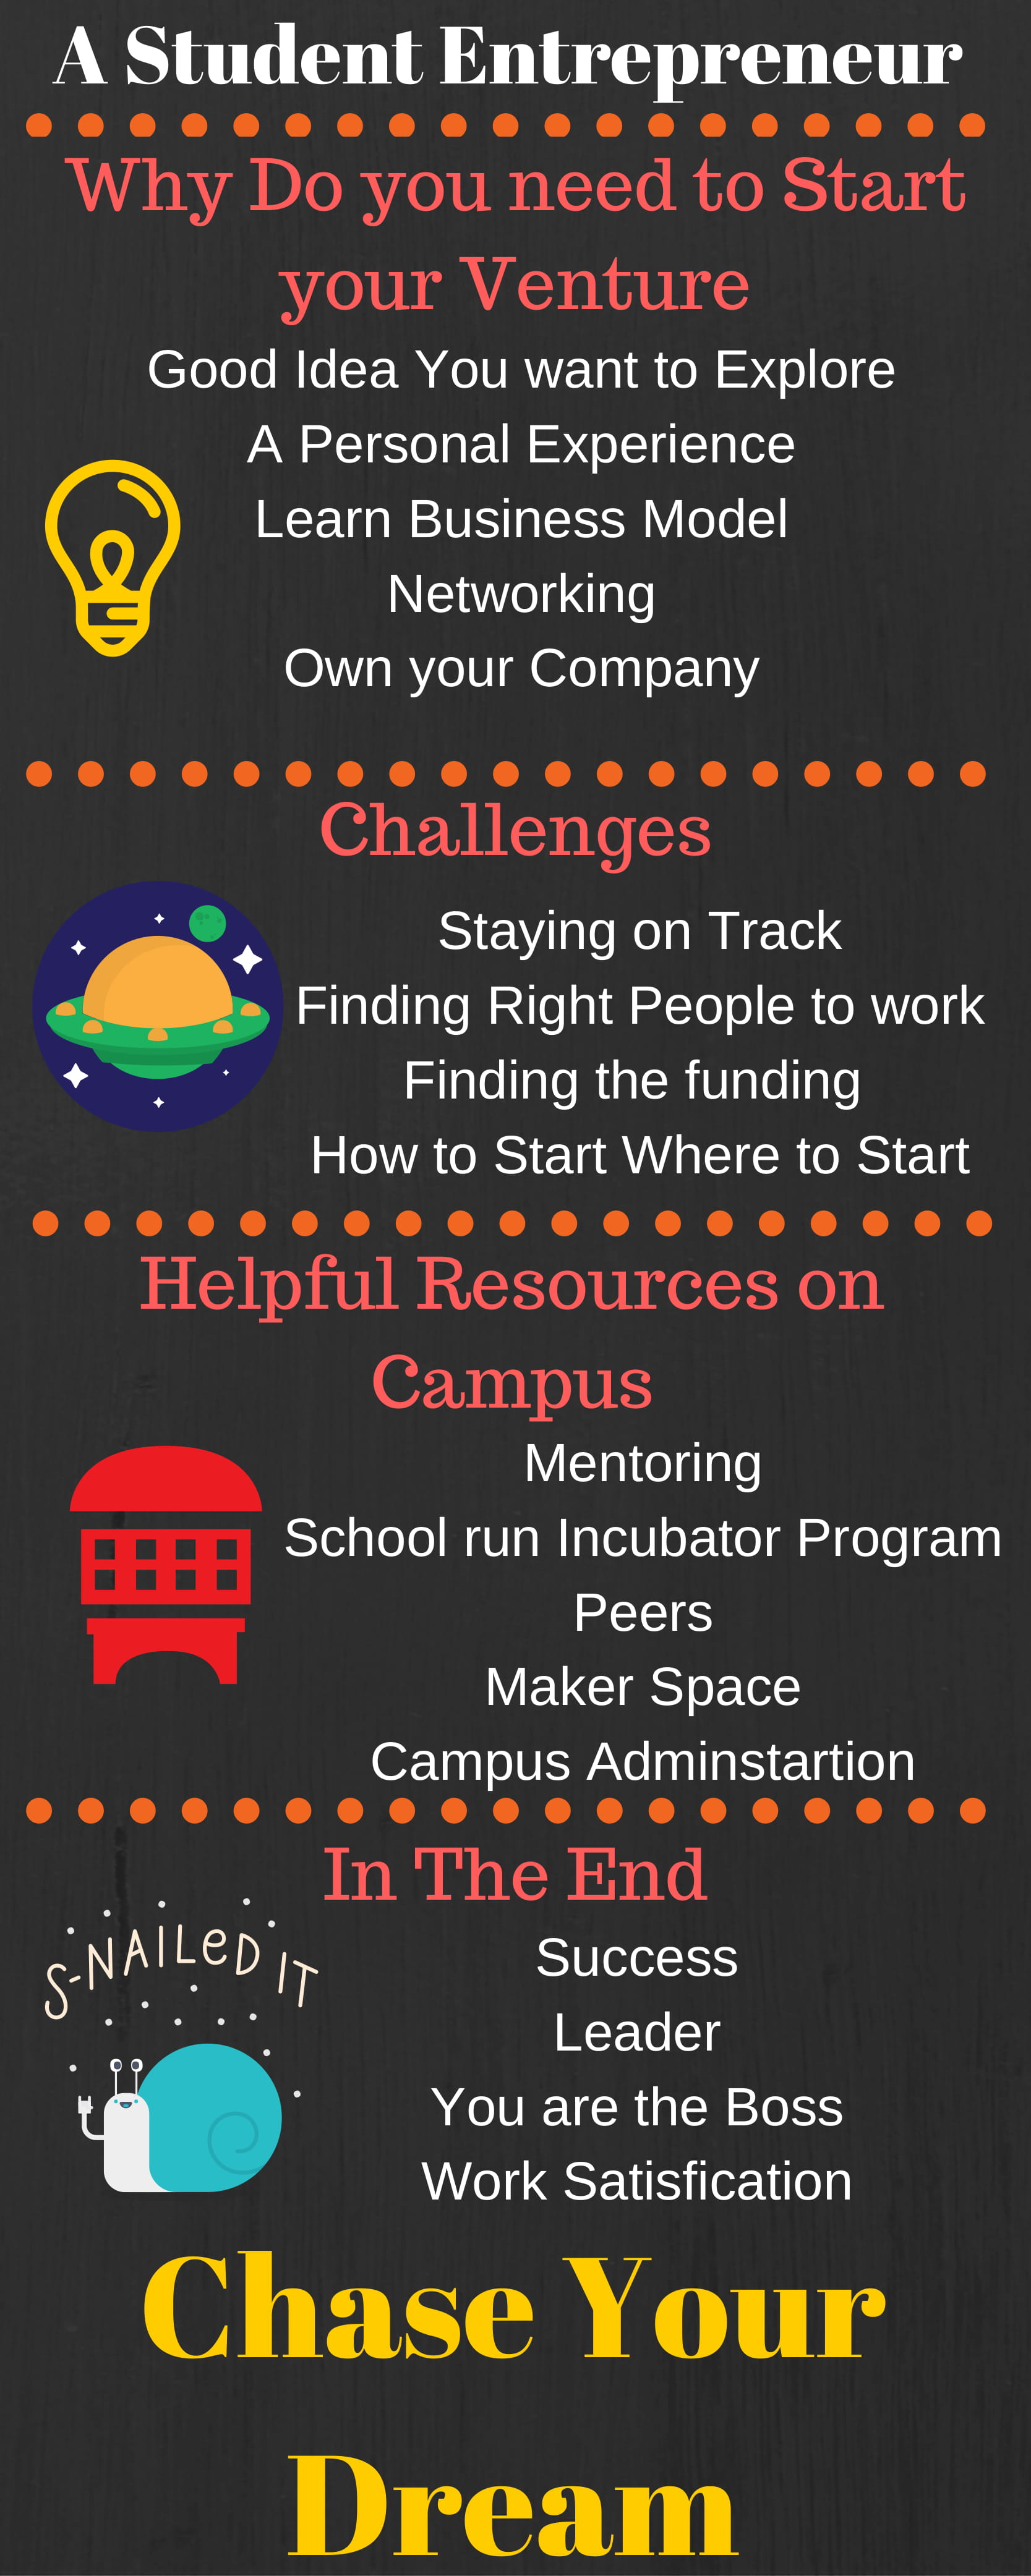 A Student Entrepreneur
Why Do you need to Start
your Venture
Good Idea You want to Explore
A Personal Experience
Learn Business Model
Networking
Own your Company
Challenges
Staying on Track
Finding Right People to work
Finding the funding
How to Start Where to Start
Helpful Resources on
Campus
Mentoring
School run Incubator Program
Peers
Maker Space
Campus Adminstartion
In The End
S-NAILeD IT
Success
Leader
You are the Boss
Work Satisfication
Chase Your
Dream